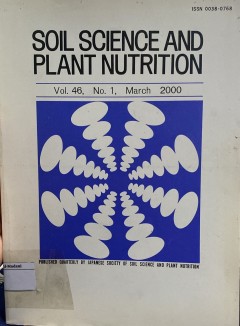 ISSN 0038-0768
SOIL SCIENCE AND
PLANT NUTRITION
Vol. 46, No. 1, March 2000
PUBLISHED QUARTERLY BY JAPANESE SOCIETY OF SOIL SCIENCE AND PLANT NUTRITION